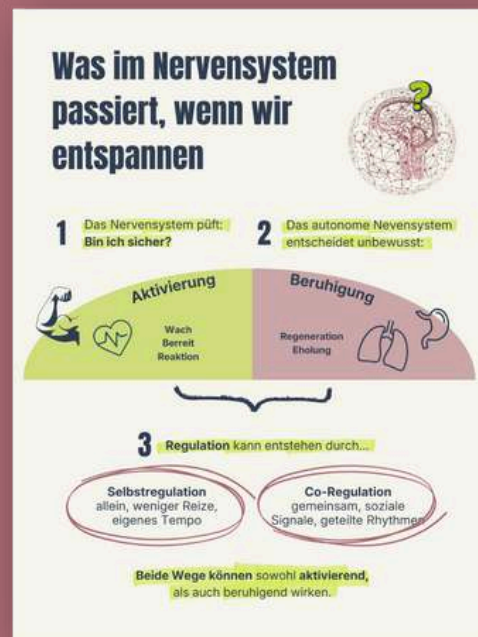 Was im Nervensystem
passiert, wenn wir
entspannen
?
1
Das Nervensystem püft:
Bin ich sicher?
2
Das autonome Nevensystem
entscheidet unbewusst:
Aktivierung
Wach
Berreit
Reaktion
Beruhigung
Regeneration
Eholung
3 Regulation kann entstehen durch...
Selbstregulation
allein, weniger Reize,
eigenes Tempo
Co-Regulation
gemeinsam, soziale
Signale, geteilte Rhythmen
Beide Wege können sowohl aktivierend,
als auch beruhigend wirken.